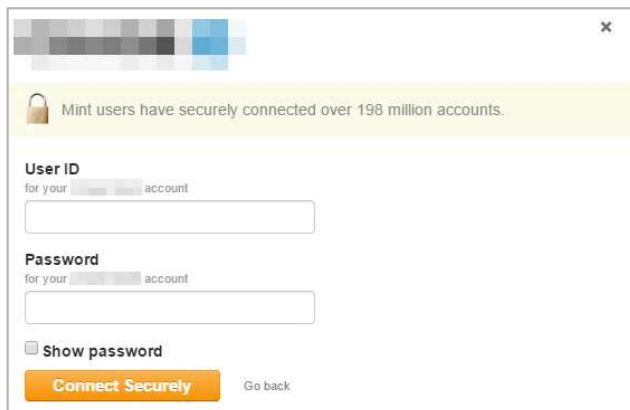 ×
Mint users have securely connected over 198 million accounts.
User ID
for your account
Password
for your account
Show password
Connect Securely Go back